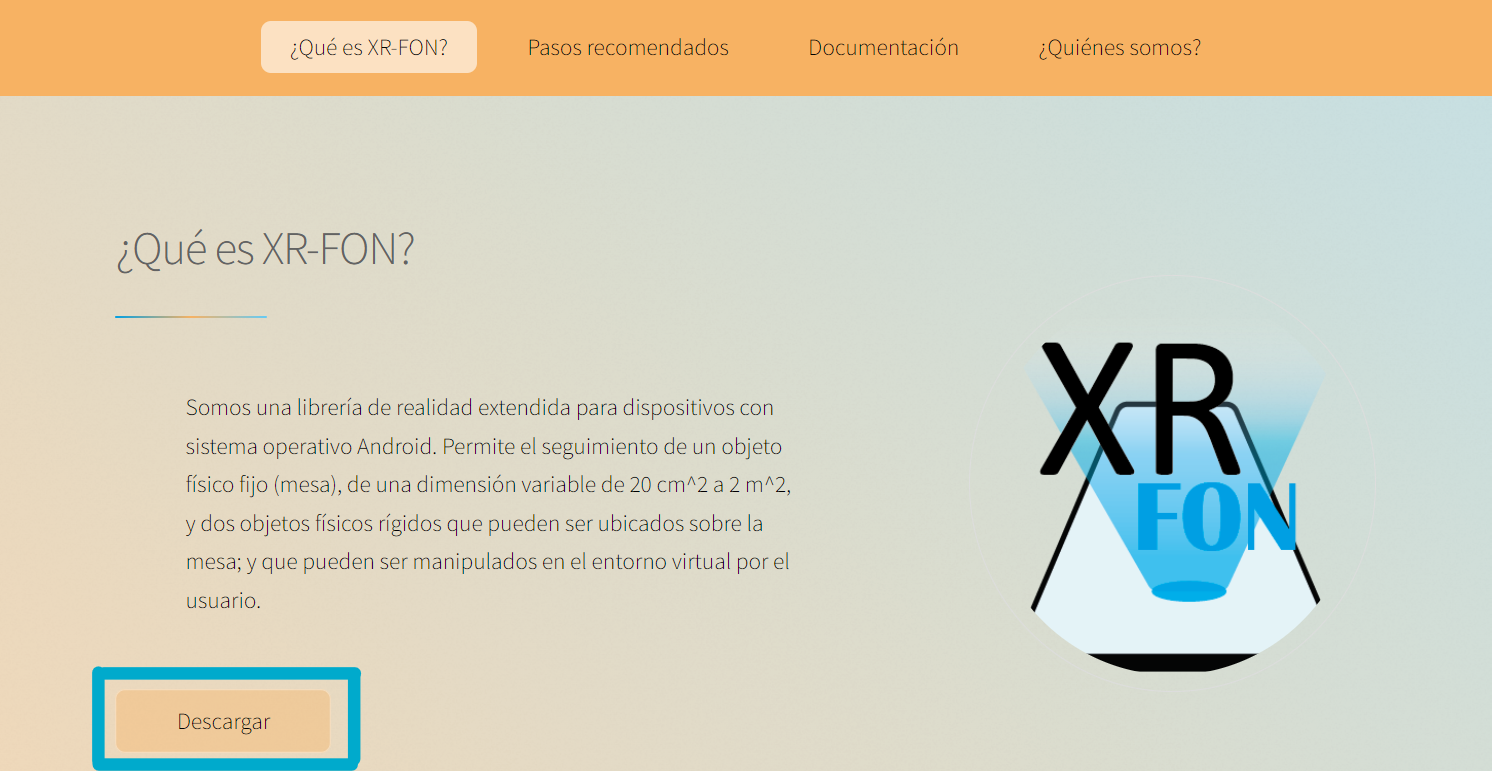 ¿Qué es XR-FON?
Pasos recomendados
Documentación
¿Quiénes somos?
¿Qué es XR-FON?
Somos una librería de realidad extendida para dispositivos con
sistema operativo Android. Permite el seguimiento de un objeto
físico fijo (mesa), de una dimensión variable de 20 cm^2 a 2 m^2,
y dos objetos físicos rígidos que pueden ser ubicados sobre la
mesa; y que pueden ser manipulados en el entorno virtual por el
usuario.
XR
FON
Descargar